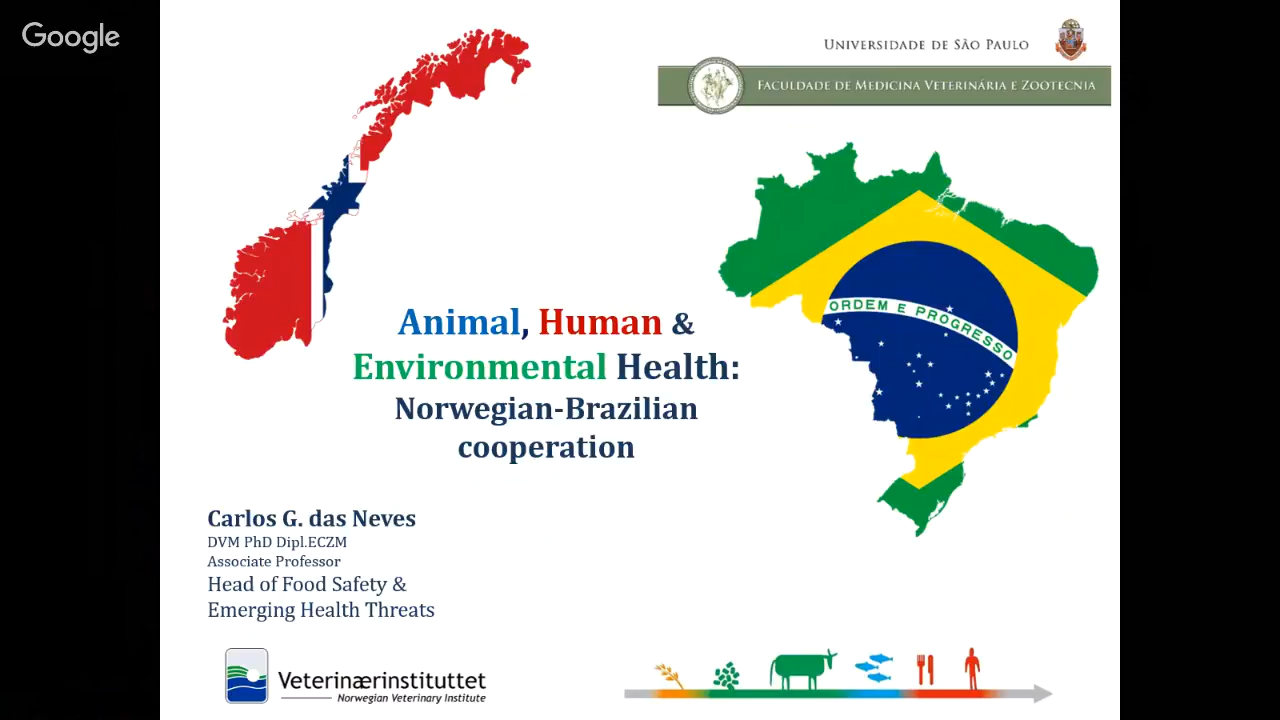 Google
UNIVERSIDADE DE SÃO PAULO
FACULDADE DE MEDICINA VETERINÁRIA E ZOOTECNIA
ORDEM E PROGRESSO
Animal, Human &
Environmental Health:
Norwegian-Brazilian
cooperation
Carlos G. das Neves
DVM PhD Dipl.ECZM
Associate Professor
Head of Food Safety &
Emerging Health Threats
Veterinærinstituttet
Norwegian Veterinary Institute